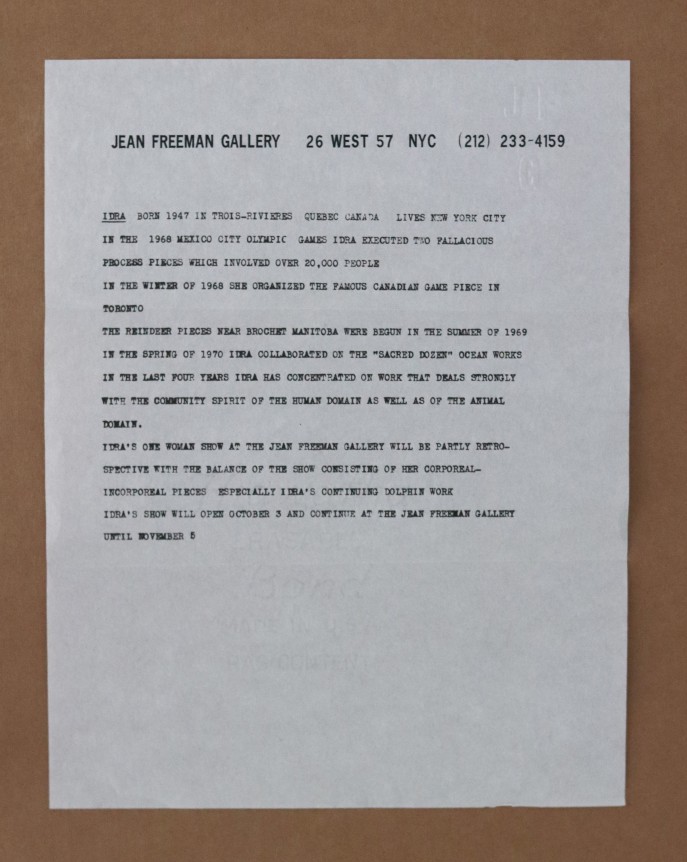 JEAN FREEMAN GALLERY 26 WEST 57 NYC (212) 233-4159
IDRA BORN 1947 IN TROIS-RIVIERES QUEBEC CANADA LIVES NEW YORK CITY
IN THE 1968 MEXICO CITY OLYMPIC GAMES IDRA EXECUTED TWO FALLACIOUS
PROCESS PIECES WHICH INVOLVED OVER 20,000 PEOPLE
IN THE WINTER OF 1968 SHE ORGANIZED THE FAMOUS CANADIAN GAME PIECE IN
TORONTO
THE REINDEER PIECES NEAR BROCHET MANITOBA WERE BEGUN IN THE SUMMER OF 1969
IN THE SPRING OF 1970 IDRA COLLABORATED ON THE "SACRED DOZEN" OCEAN WORKS
IN THE LAST FOUR YEARS IDRA HAS CONCENTRATED ON WORK THAT DEALS STRONGLY
WITH THE COMMUNITY SPIRIT OF THE HUMAN DOMAIN AS WELL AS OF THE ANIMAL
DOMAIN.
IDRA'S ONE WOMAN SHOW AT THE JEAN FREEMAN GALLERY WILL BE PARTLY RETRO-
SPECTIVE WITH THE BALANCE OF THE SHOW CONSISTING OF HER CORPOREAL-
INCORPOREAL PIECES ESPECIALLY IDRA'S CONTINUING DOLPHIN WORK
IDRA'S SHOW WILL OPEN OCTOBER 3 AND CONTINUE AT THE JEAN FREEMAN GALLERY
UNTIL NOVEMBER 5
Bond
CONTENT